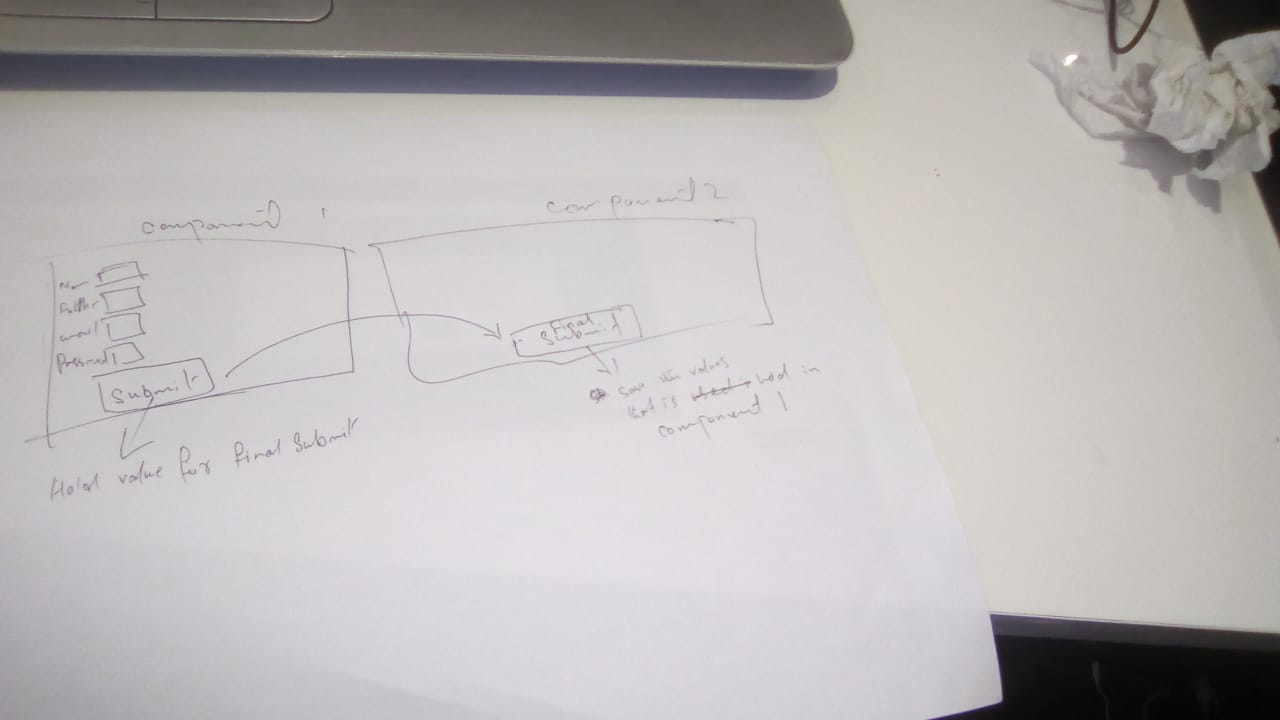 component 1
component 2
Name
Father
email
Password
Submit
Final
Submit
Hold value for final Submit
save the values
that is used in
component 1